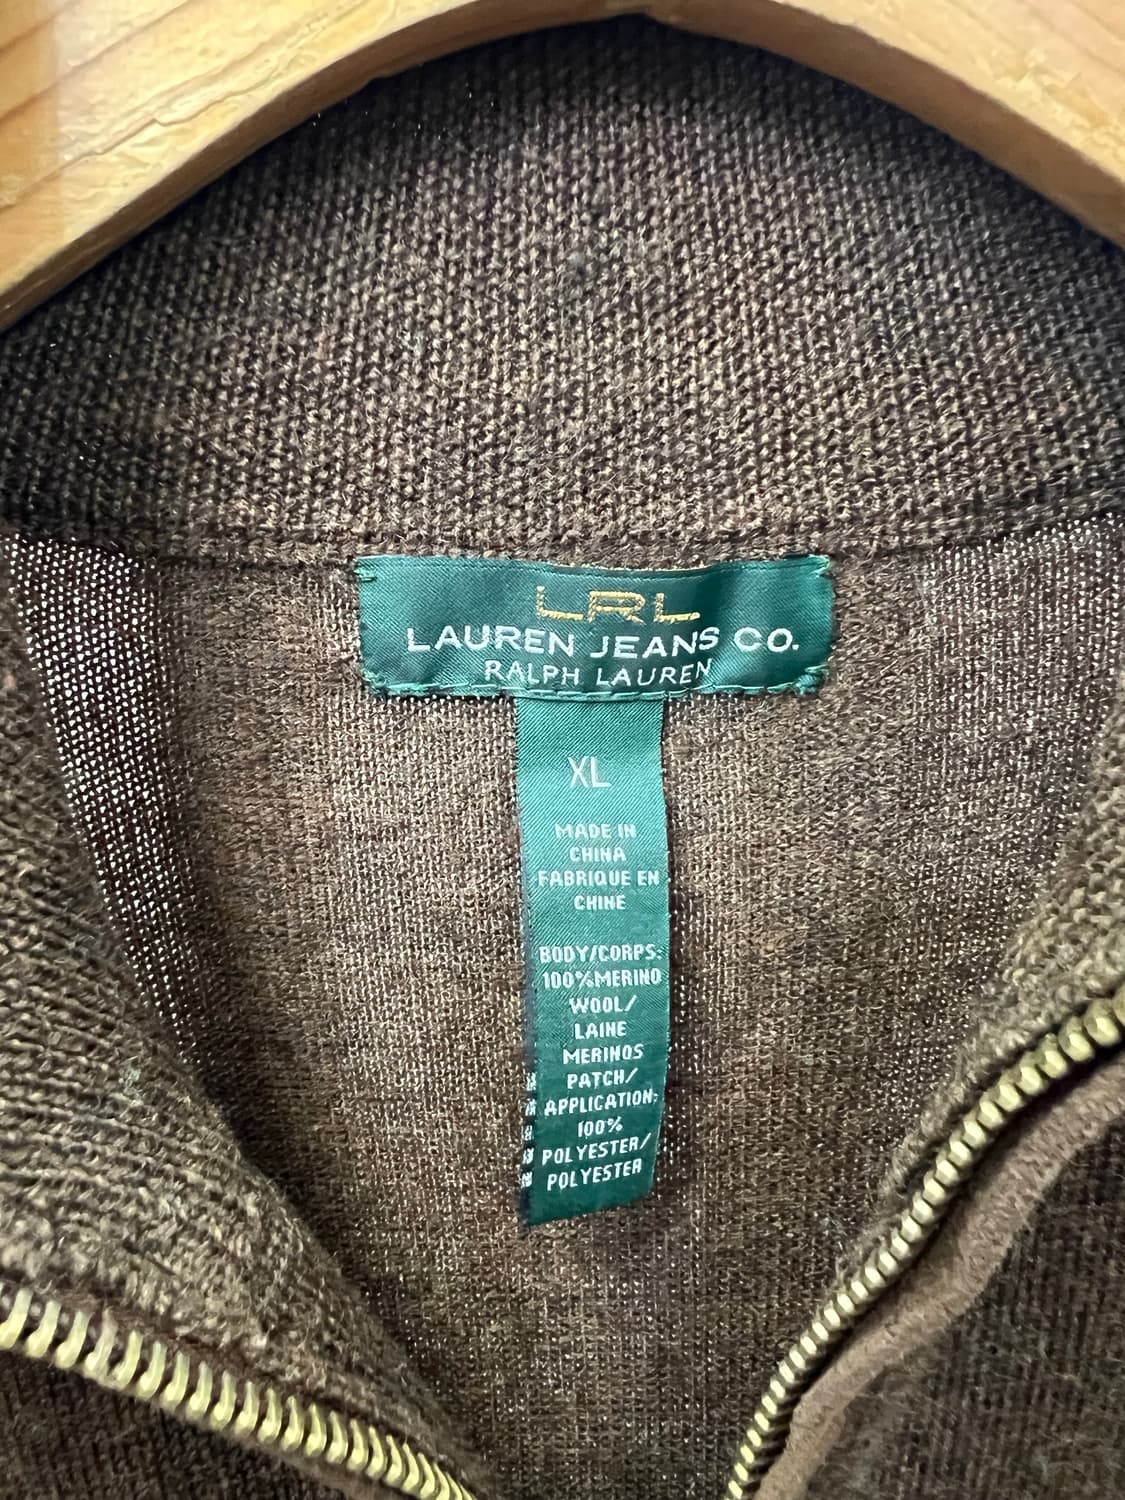 LRL
LAUREN JEANS CO.
RALPH LAUREN
XL
MADE IN
CHINA
FABRIQUE EN
CHINE
BODY/CORPS:
100%MERINO
WOOL/
LAINE
MERINOS
PATCH/
APPLICATION:
100%
POLYESTER/
POLYESTER